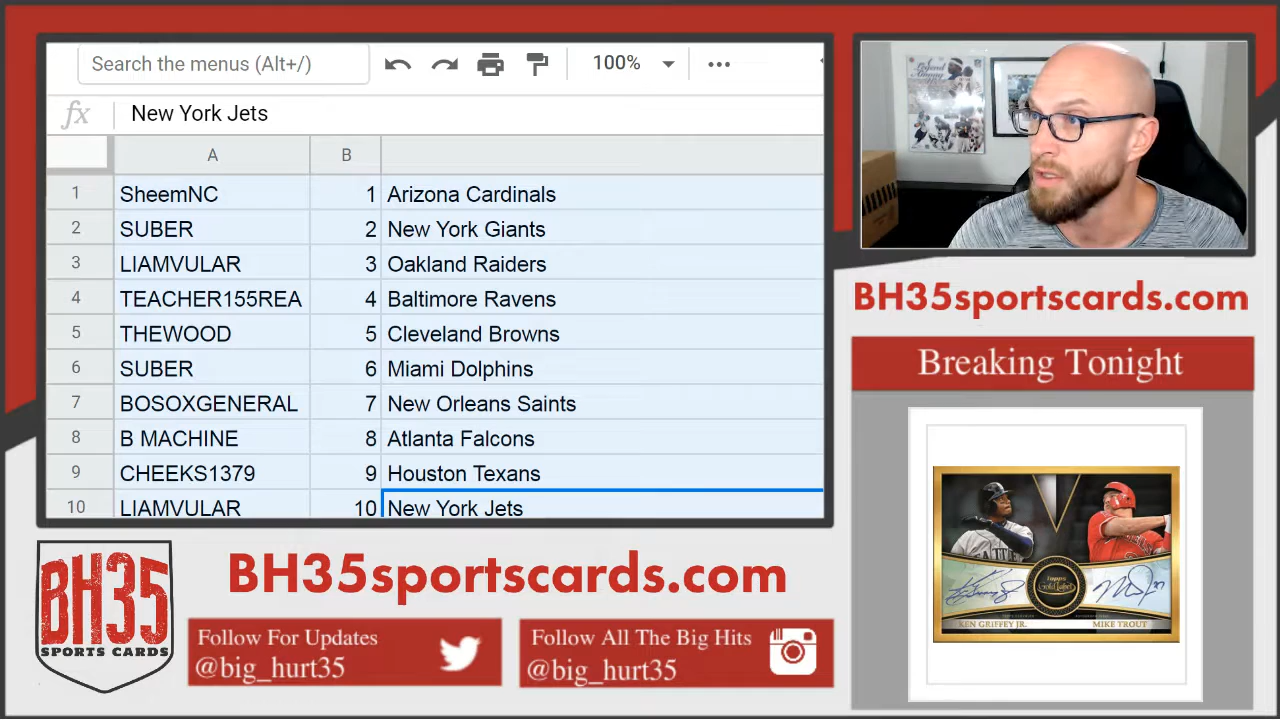 Search the menus (Alt+/)
100%
fx New York Jets
A B
1 SheemNC 1 Arizona Cardinals
2 SUBER 2 New York Giants
3 LIAMVULAR 3 Oakland Raiders
4 TEACHER155REA 4 Baltimore Ravens
5 THEWOOD 5 Cleveland Browns
6 SUBER 6 Miami Dolphins
7 BOSOXGENERAL 7 New Orleans Saints
8 B MACHINE 8 Atlanta Falcons
9 CHEEKS1379 9 Houston Texans
10 LIAMVULAR 10 New York Jets
BH35sportscards.com
Breaking Tonight
topps
Gold Label
KEN GRIFFEY JR.
MIKE TROUT
BH35
SPORTS CARDS
BH35sportscards.com
Follow For Updates
@big_hurt35
Follow All The Big Hits
@big_hurt35